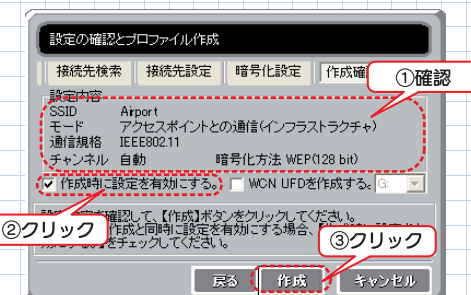 設定の確認とプロファイル作成
接続先検索 接続先設定 暗号化設定 作成確
①確認
設定内容
SSID Airport
モード アクセスポイントとの通信(インフラストラクチャ)
通信規格 IEEE802.11
チャンネル 自動 暗号化方法 WEP(128 bit)
作成時に設定を有効にする。 WCN UFDを作成する。 G:
②クリック
確認して、【作成】ボタンをクリックしてください。
作成と同時に設定を有効にする場合、
をチェックしてください。
③クリック
戻る 作成 キャンセル